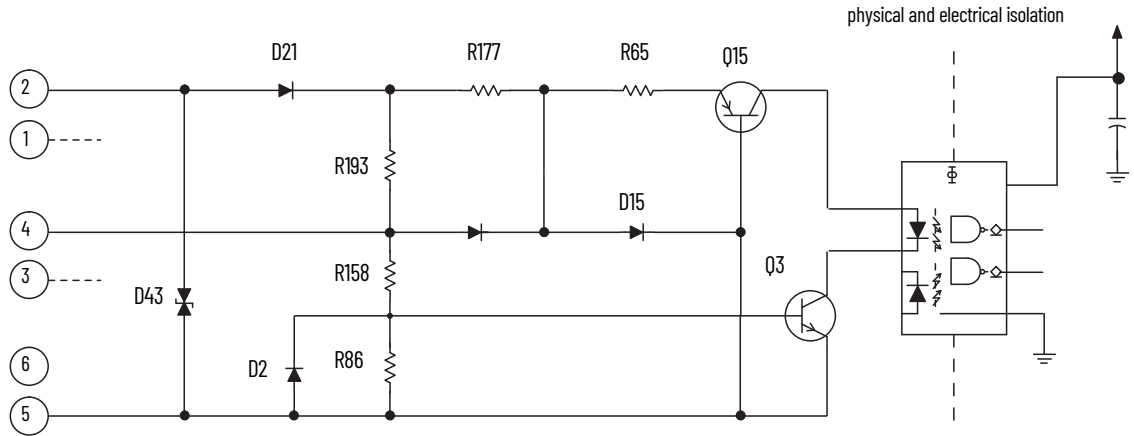 physical and electrical isolation
D21
R177
R65
Q15
2
1
R193
D15
4
3
R158
Q3
D43
6
D2
R86
5